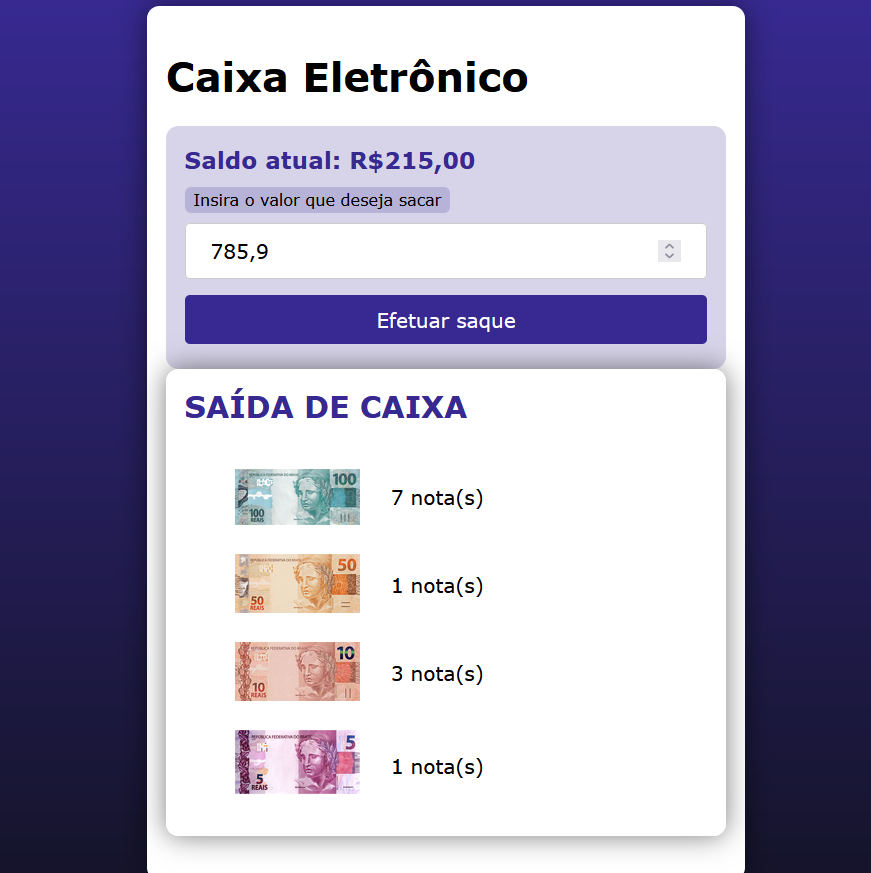 Caixa Eletrônico
Saldo atual: R$215,00
Insira o valor que deseja sacar
785,9
Efetuar saque
SAÍDA DE CAIXA
REPÚBLICA FEDERATIVA DO BRASIL
100
100
REAIS
7 nota(s)
REPÚBLICA FEDERATIVA DO BRASIL
50
50
REAIS
1 nota(s)
REPÚBLICA FEDERATIVA DO BRASIL
10
10
REAIS
3 nota(s)
REPÚBLICA FEDERATIVA DO BRASIL
5
5
REAIS
1 nota(s)